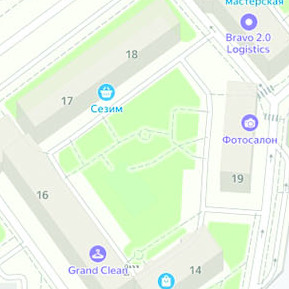 мастерская
Bravo 2.0
Logistics
18
17
Сезим
Фотосалон
19
16
Grand Clean
14